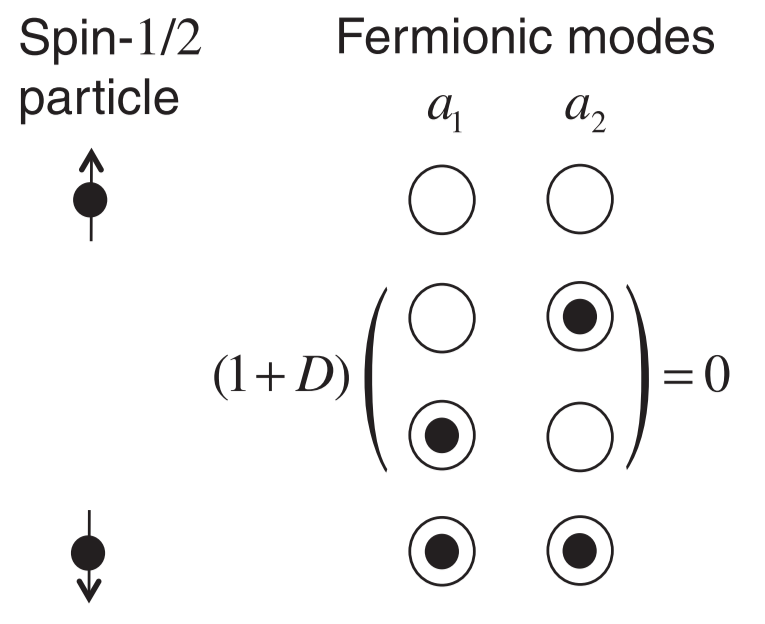 Spin-1/2 particle
Fermionic modes
a₁ a₂
(1+D) ( ) = 0